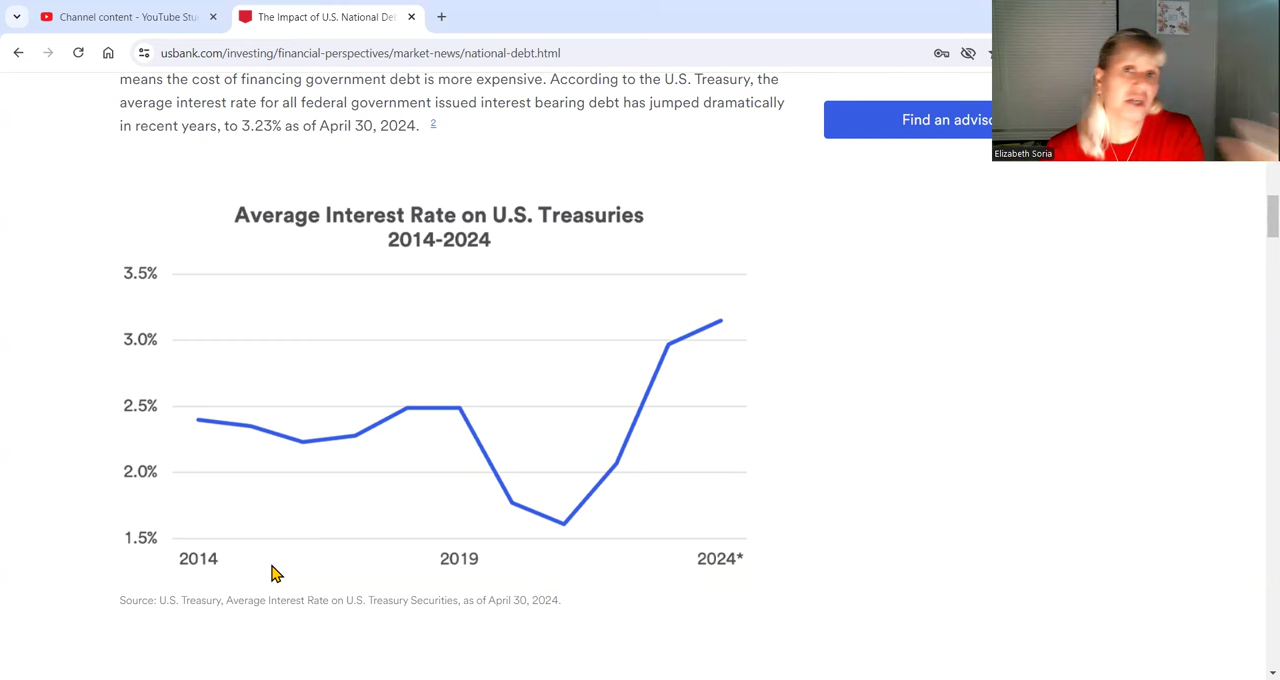 Channel content - YouTube Stu
The Impact of U.S. National De
usbank.com/investing/financial-perspectives/market-news/national-debt.html
means the cost of financing government debt is more expensive. According to the U.S. Treasury, the
average interest rate for all federal government issued interest bearing debt has jumped dramatically
in recent years, to 3.23% as of April 30, 2024. 2
Find an adviso
Elizabeth Soria
Average Interest Rate on U.S. Treasuries
2014-2024
3.5%
3.0%
2.5%
2.0%
1.5%
2014 2019 2024*
Source: U.S. Treasury, Average Interest Rate on U.S. Treasury Securities, as of April 30, 2024.